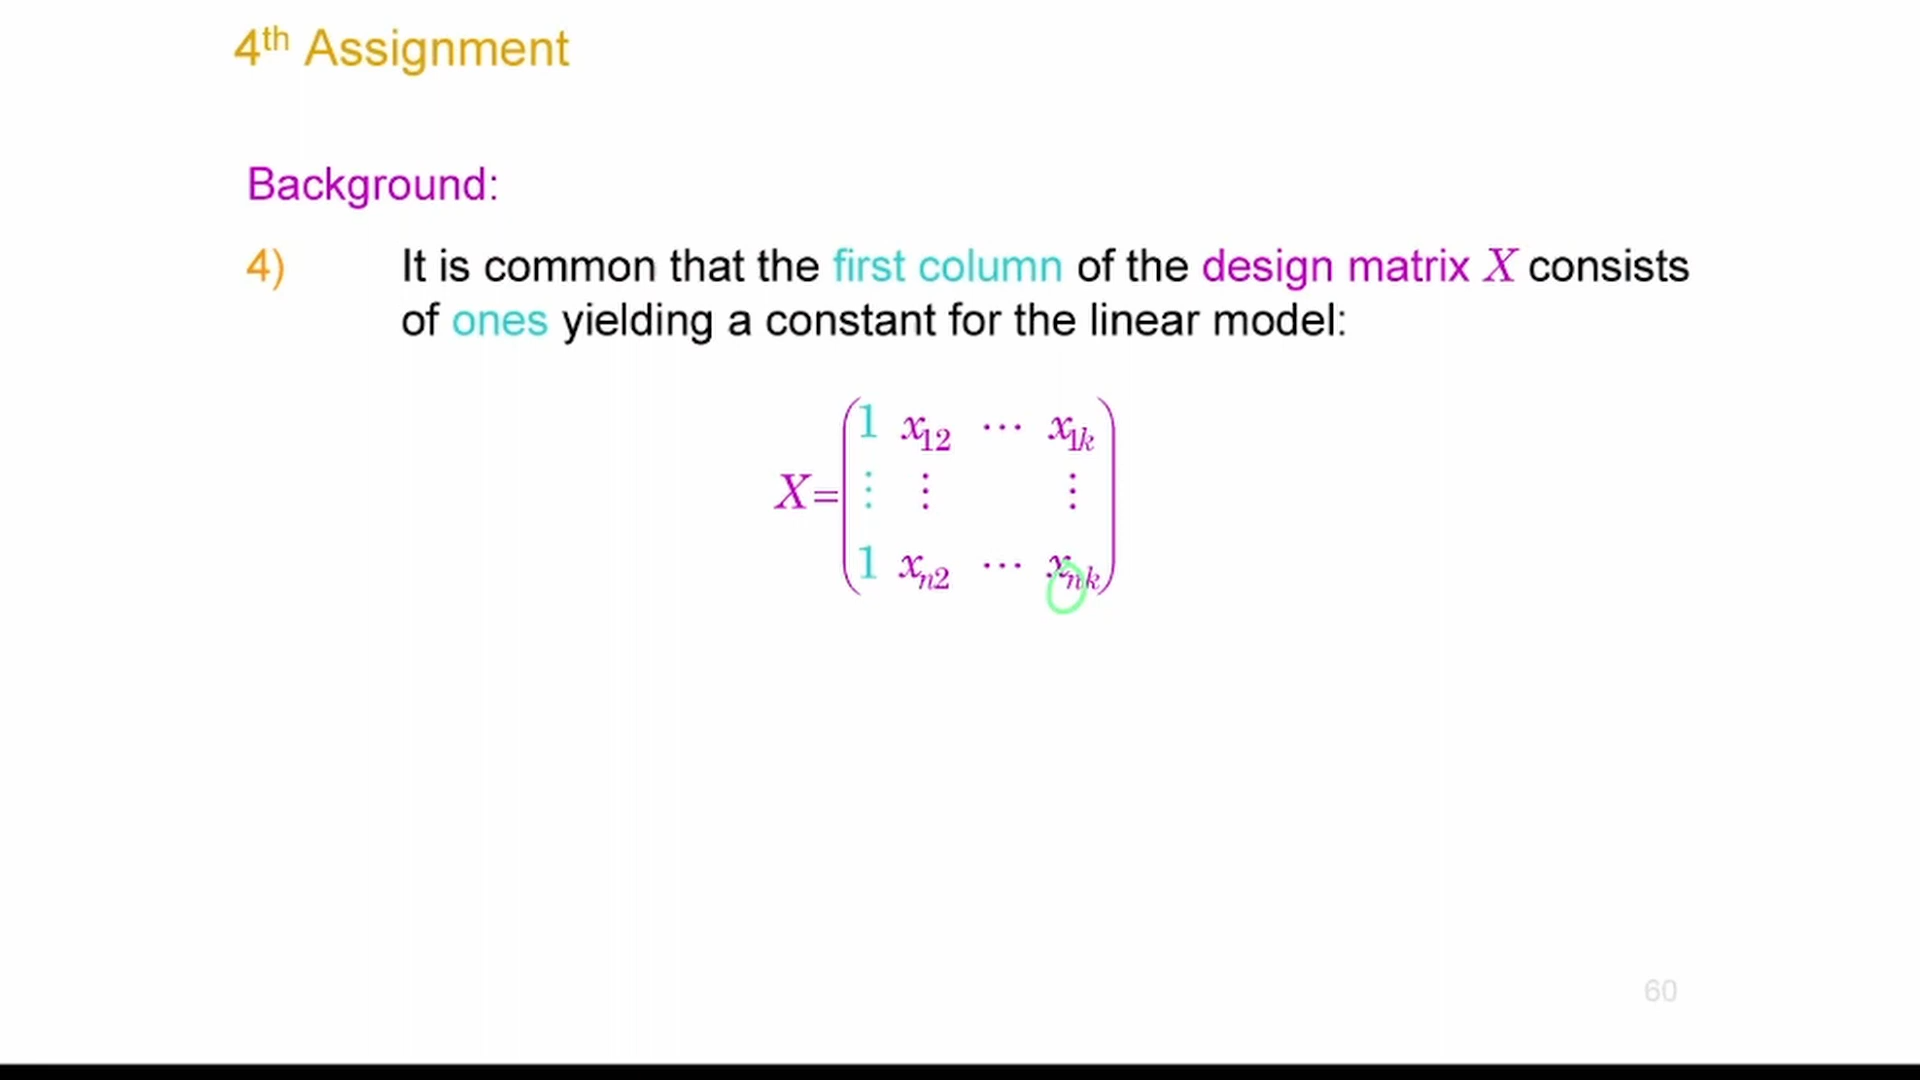 4th Assignment
Background:
4) It is common that the first column of the design matrix X consists
of ones yielding a constant for the linear model:
1 x12 ⋯ x1k
X= ⋮ ⋮ ⋮
1 xn2 ⋯ xnk
60